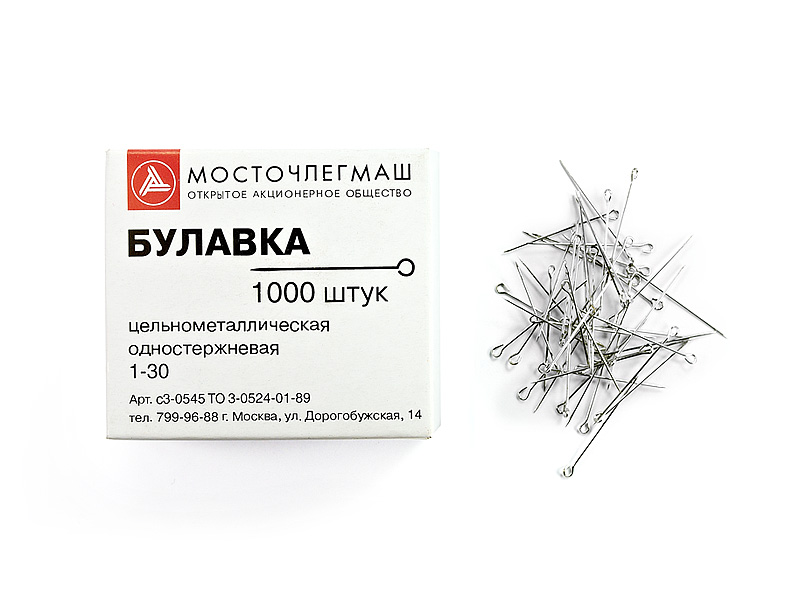 МОСТОЧЛЕГМАШ
ОТКРЫТОЕ АКЦИОНЕРНОЕ ОБЩЕСТВО
БУЛАВКА
1000 штук
цельнометаллическая
одностержневая
1-30
Арт. с3-0545 ТО 3-0524-01-89
тел. 799-96-88 г. Москва, ул. Дорогобужская, 14